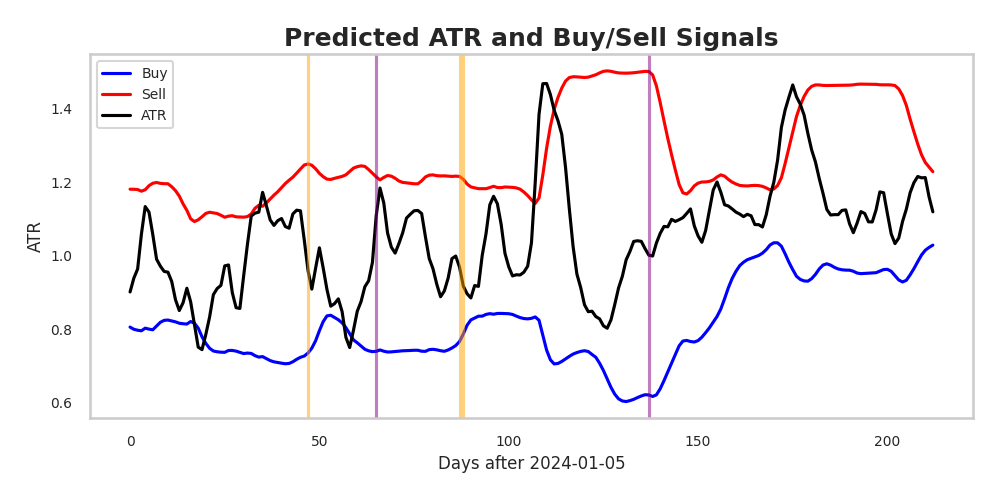 Predicted ATR and Buy/Sell Signals
Buy
Sell
ATR
1.4
1.2
1.0
0.8
0.6
ATR
0
50
100
150
200
Days after 2024-01-05